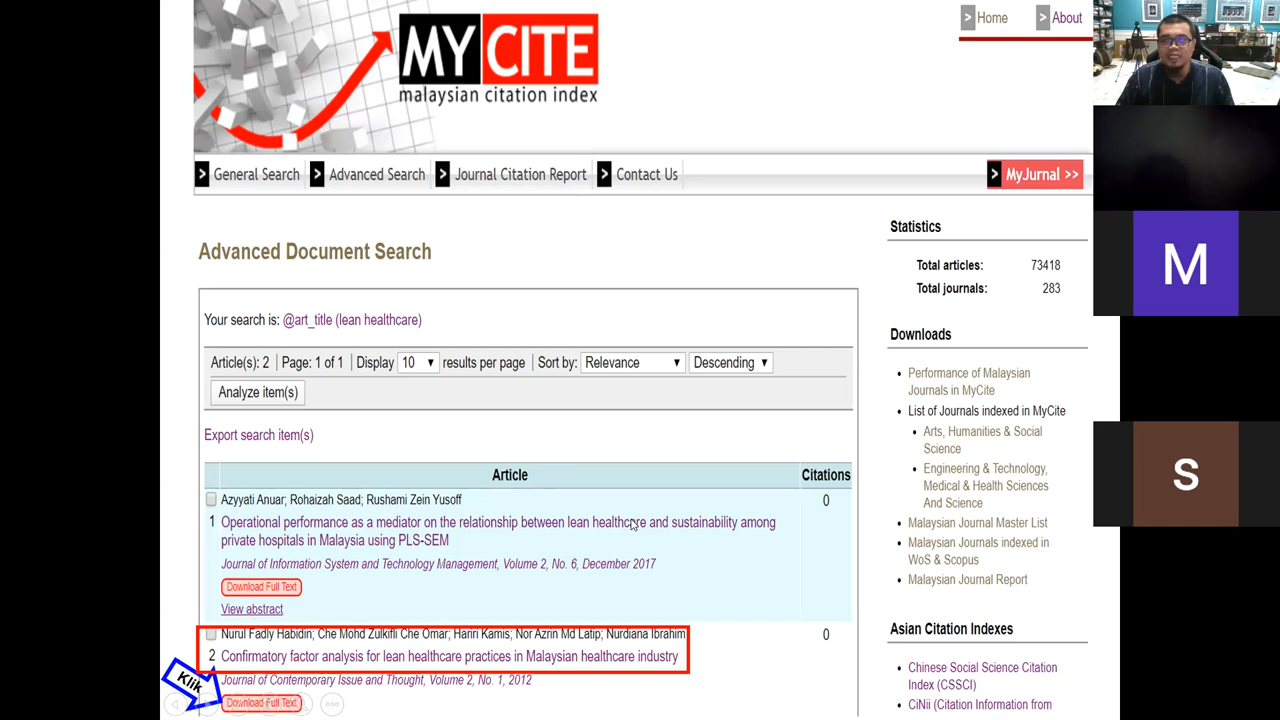 MYCITE
malaysian citation index
> Home
> About
> General Search
> Advanced Search
> Journal Citation Report
> Contact Us
> MyJurnal >>
Advanced Document Search
Your search is: @art_title (lean healthcare)
Article(s): 2 | Page: 1 of 1 | Display 10 results per page | Sort by: Relevance Descending
Analyze item(s)
Export search item(s)
Article Citations
Azyyati Anuar; Rohaizah Saad; Rushami Zein Yusoff 0
1 Operational performance as a mediator on the relationship between lean healthcare and sustainability among
private hospitals in Malaysia using PLS-SEM
Journal of Information System and Technology Management, Volume 2, No. 6, December 2017
Download Full Text
View abstract
Nurul Fadly Habidin; Che Mohd Zulkifli Che Omar; Hanri Kamis; Nor Azrin Md Latip; Nurdiana Ibrahim 0
2 Confirmatory factor analysis for lean healthcare practices in Malaysian healthcare industry
Journal of Contemporary Issue and Thought, Volume 2, No. 1, 2012
Klik
Download Full Text
Statistics
Total articles: 73418
Total journals: 283
Downloads
Performance of Malaysian
Journals in MyCite
List of Journals indexed in MyCite
Arts, Humanities & Social
Science
Engineering & Technology,
Medical & Health Sciences
And Science
Malaysian Journal Master List
Malaysian Journals indexed in
WoS & Scopus
Malaysian Journal Report
Asian Citation Indexes
Chinese Social Science Citation
Index (CSSCI)
CiNii (Citation Information from
M
S